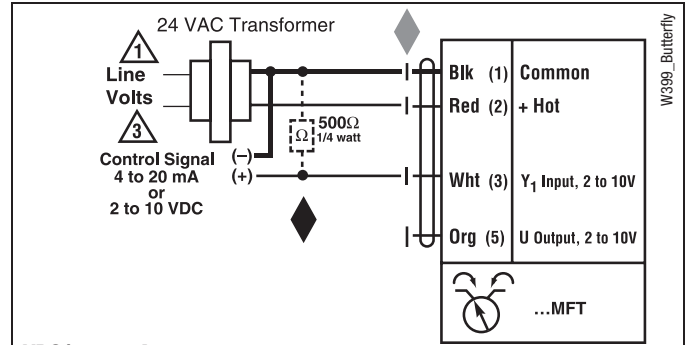 24 VAC Transformer
1
Line
Volts
3
Control Signal
4 to 20 mA
or
2 to 10 VDC
(–)
(+)
Ω
500Ω
1/4 watt
Blk (1) Common
Red (2) + Hot
Wht (3) Y₁ Input, 2 to 10V
Org (5) U Output, 2 to 10V
...MFT
W399_Butterfly